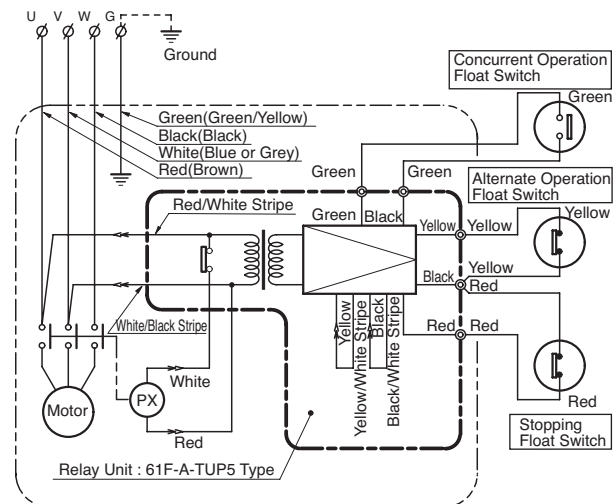 U V W G
Ground
Green(Green/Yellow)
Black(Black)
White(Blue or Grey)
Red(Brown)
Concurrent Operation
Float Switch
Green
Green
Green
Alternate Operation
Float Switch
Red/White Stripe
Green
Black
Yellow
Yellow
Yellow
Black
Yellow
Red
White/Black Stripe
Yellow
Yellow/White Stripe
Black
Black/White Stripe
Red
Red
White
Motor
PX
Red
Red
Stopping
Float Switch
Relay Unit : 61F-A-TUP5 Type